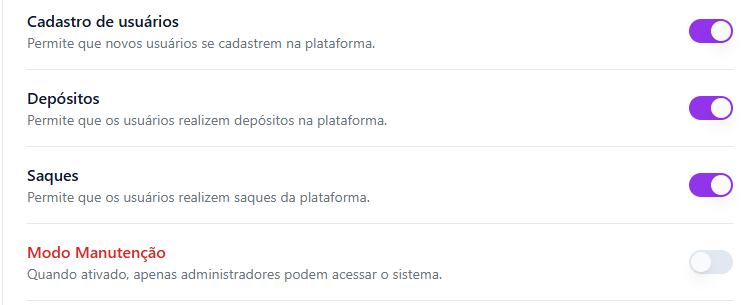 Cadastro de usuários
Permite que novos usuários se cadastrem na plataforma.
Depósitos
Permite que os usuários realizem depósitos na plataforma.
Saques
Permite que os usuários realizem saques da plataforma.
Modo Manutenção
Quando ativado, apenas administradores podem acessar o sistema.